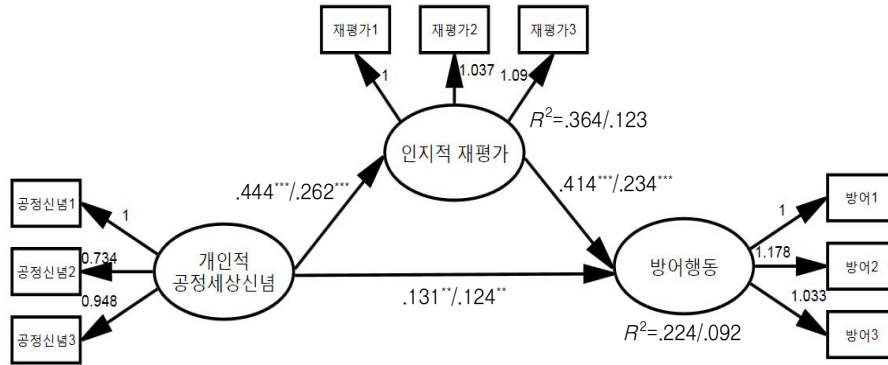 재평가1
재평가2
재평가3
1
1.037
1.09
R²=.364/.123
인지적 재평가
.444***/.262***
.414***/.234***
공정신념1
공정신념2
공정신념3
1
0.734
0.948
개인적
공정세상신념
.131**/.124**
방어행동
R²=.224/.092
1
1.178
1.033
방어1
방어2
방어3